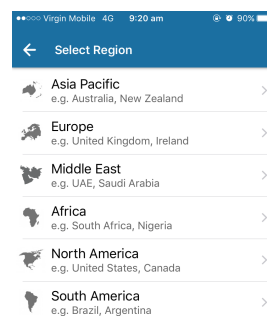 Virgin Mobile 4G 9:20 am 90%
Select Region
Asia Pacific
e.g. Australia, New Zealand
Europe
e.g. United Kingdom, Ireland
Middle East
e.g. UAE, Saudi Arabia
Africa
e.g. South Africa, Nigeria
North America
e.g. United States, Canada
South America
e.g. Brazil, Argentina